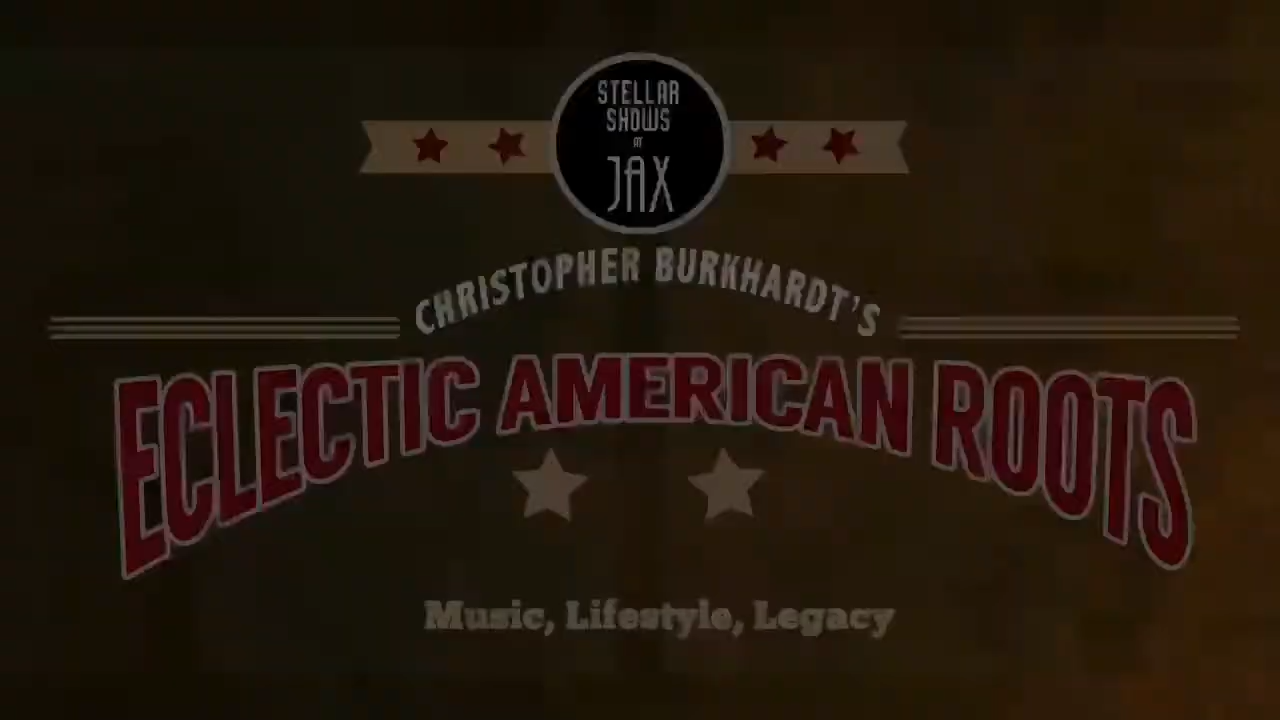 STELLAR
SHOWS
AT
JAX
CHRISTOPHER BURKHARDT'S
ECLECTIC AMERICAN ROOTS
Music, Lifestyle, Legacy